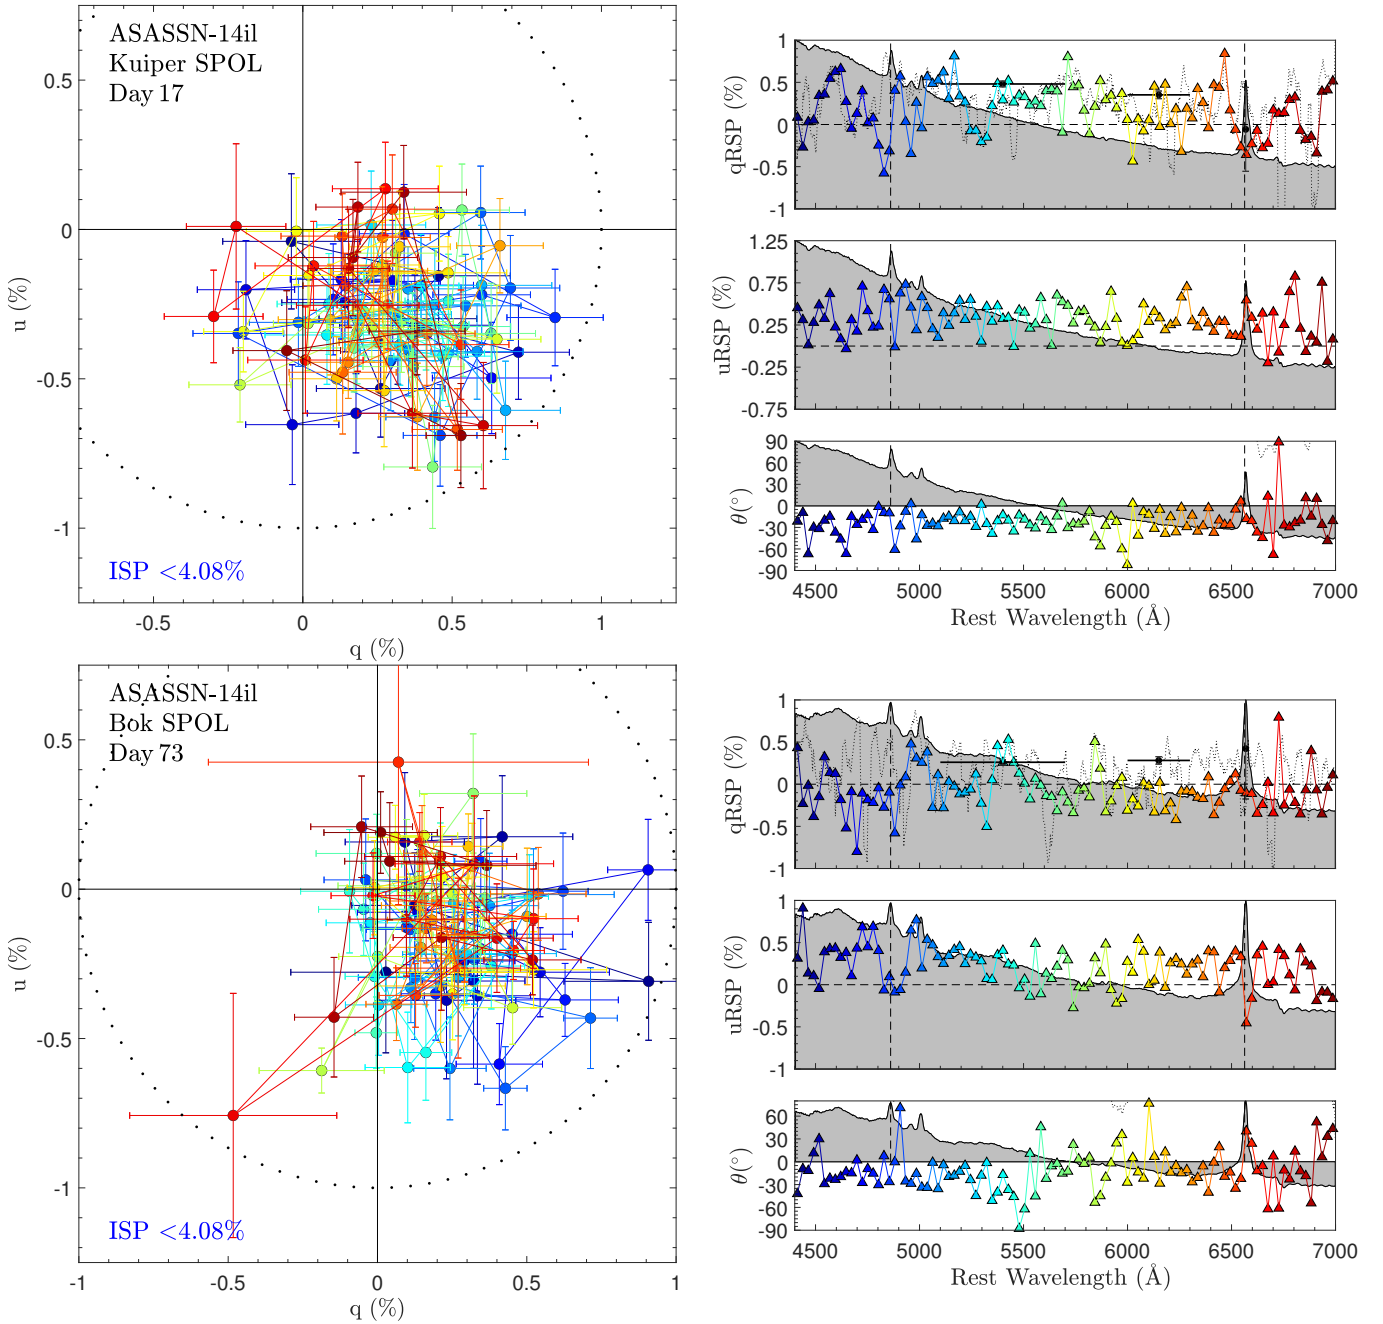 ASASSN-14il
Kuiper SPOL
Day 17
0.5
0
-0.5
-1
u (%)
ISP <4.08%
-0.5 0 0.5 1
q (%)
1
0.5
0
-0.5
-1
qRSP (%)
1.25
0.75
0.25
-0.25
-0.75
uRSP (%)
90
60
30
0
-30
-60
-90
θ(°)
4500 5000 5500 6000 6500 7000
Rest Wavelength (Å)
ASASSN-14il
Bok SPOL
Day 73
0.5
0
-0.5
-1
u (%)
ISP <4.08%
-1 -0.5 0 0.5 1
q (%)
1
0.5
0
-0.5
-1
qRSP (%)
1
0.5
0
-0.5
-1
uRSP (%)
60
30
0
-30
-60
-90
θ(°)
4500 5000 5500 6000 6500 7000
Rest Wavelength (Å)